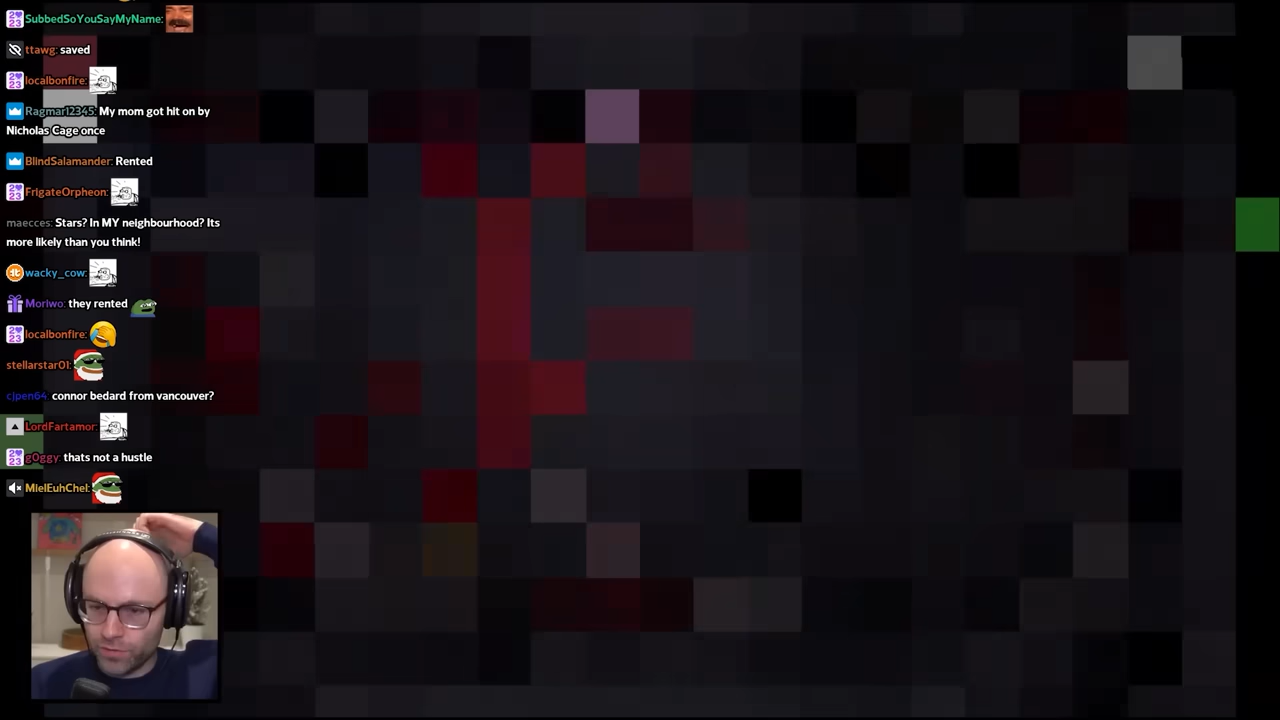 SubbedSoYouSayMyName:
ttawg: saved
localbonfire:
Ragmar12345: My mom got hit on by
Nicholas Cage once
BlindSalamander: Rented
FrigateOrpheon:
maecces: Stars? In MY neighbourhood? Its
more likely than you think!
wacky_cow:
Moriwo: they rented
localbonfire:
stellarstar01:
cjpen64: connor bedard from vancouver?
LordFartamor:
g0ggy: thats not a hustle
MielEuhChel: